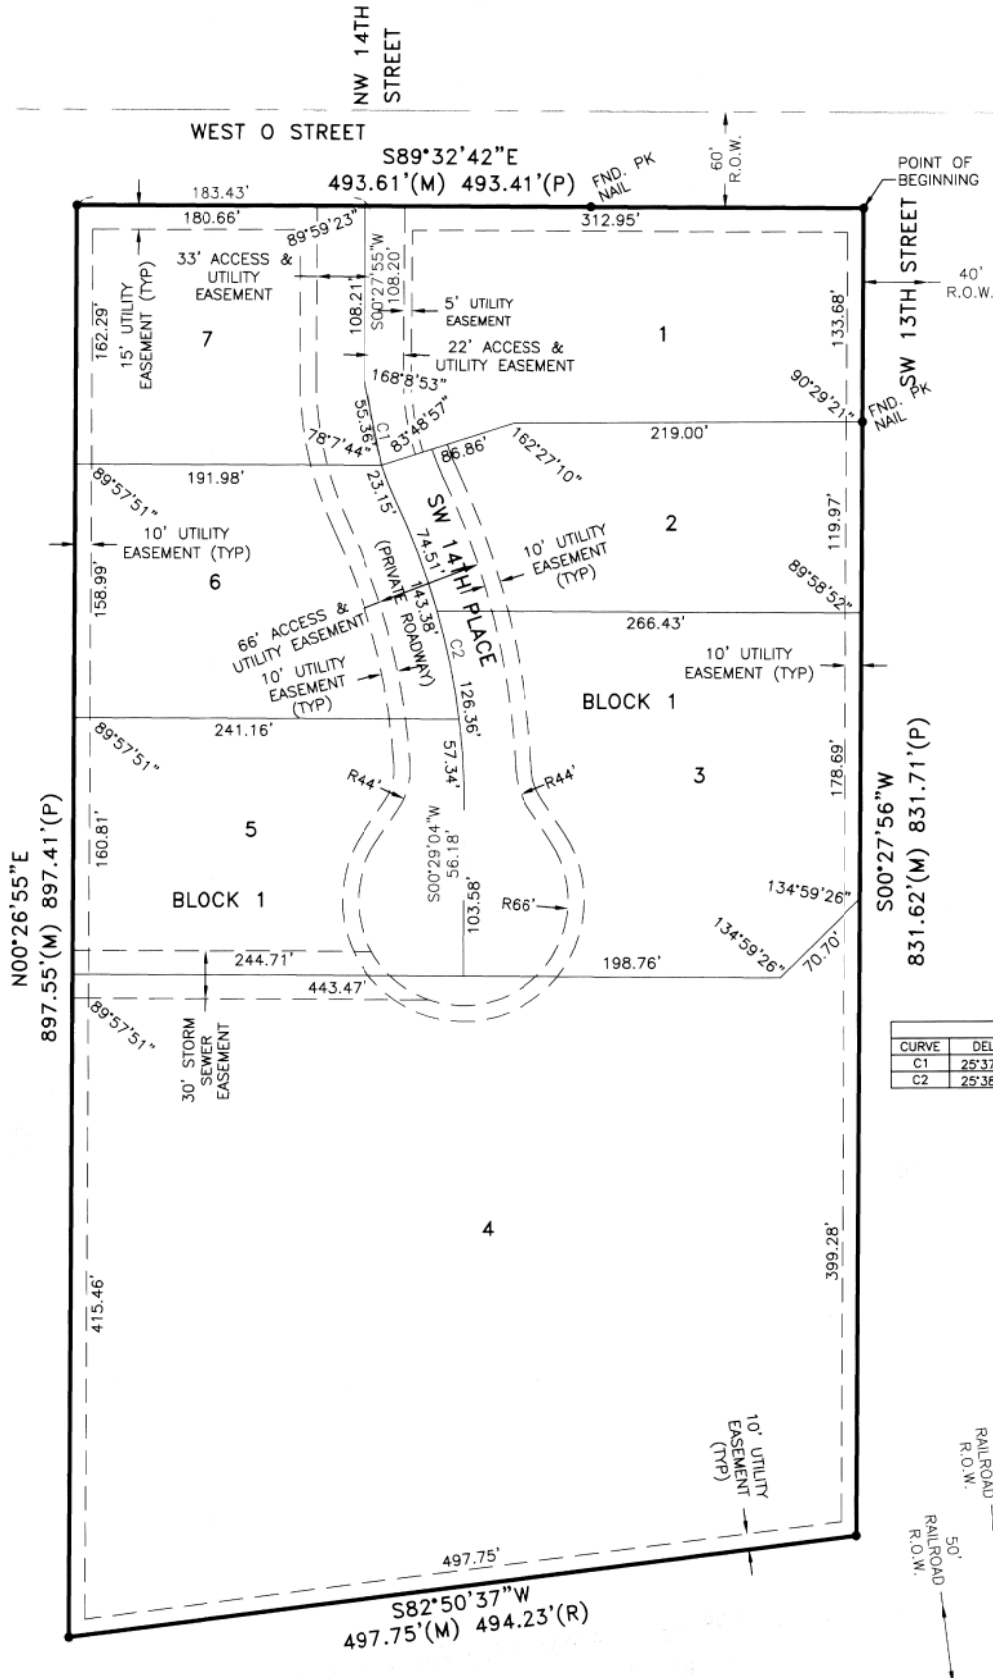 NW 14TH
STREET
WEST O STREET
S89°32'42"E
493.61'(M) 493.41'(P)
FND. PK
NAIL
60'
R.O.W.
POINT OF
BEGINNING
183.43'
180.66'
89°59'23"
312.95'
SW 13TH STREET
40'
R.O.W.
33' ACCESS &
UTILITY
EASEMENT
15' UTILITY
EASEMENT (TYP)
162.29'
7
108.21'
S00°27'55"W
108.20'
5' UTILITY
EASEMENT
22' ACCESS &
UTILITY EASEMENT
1
133.68'
168°8'53"
55.36'
C1
83°48'57"
78°7'44"
86.86'
162°27'10"
90°29'21"
FND. PK
NAIL
219.00'
191.98'
89°57'51"
23.15'
10' UTILITY
EASEMENT (TYP)
6
158.99'
SW 14TH PLACE
(PRIVATE ROADWAY)
74.51'
143.38'
C2
126.36'
57.34'
10' UTILITY
EASEMENT
(TYP)
2
119.97'
89°58'52"
66' ACCESS &
UTILITY EASEMENT
10' UTILITY
EASEMENT
(TYP)
266.43'
10' UTILITY
EASEMENT (TYP)
BLOCK 1
241.16'
89°57'51"
3
178.69'
S00°27'56"W
831.62'(M) 831.71'(P)
R44'
R44'
5
160.81'
S00°29'04"W
56.18'
103.58'
BLOCK 1
R66'
134°59'26"
134°59'26"
70.70'
N00°26'55"E
897.55'(M) 897.41'(P)
244.71'
198.76'
443.47'
89°57'51"
30' STORM
SEWER
EASEMENT
CURVE DEL
C1 25°37
C2 25°38
4
399.28'
415.46'
10' UTILITY
EASEMENT
(TYP)
RAILROAD
R.O.W.
50'
RAILROAD
R.O.W.
497.75'
S82°50'37"W
497.75'(M) 494.23'(R)